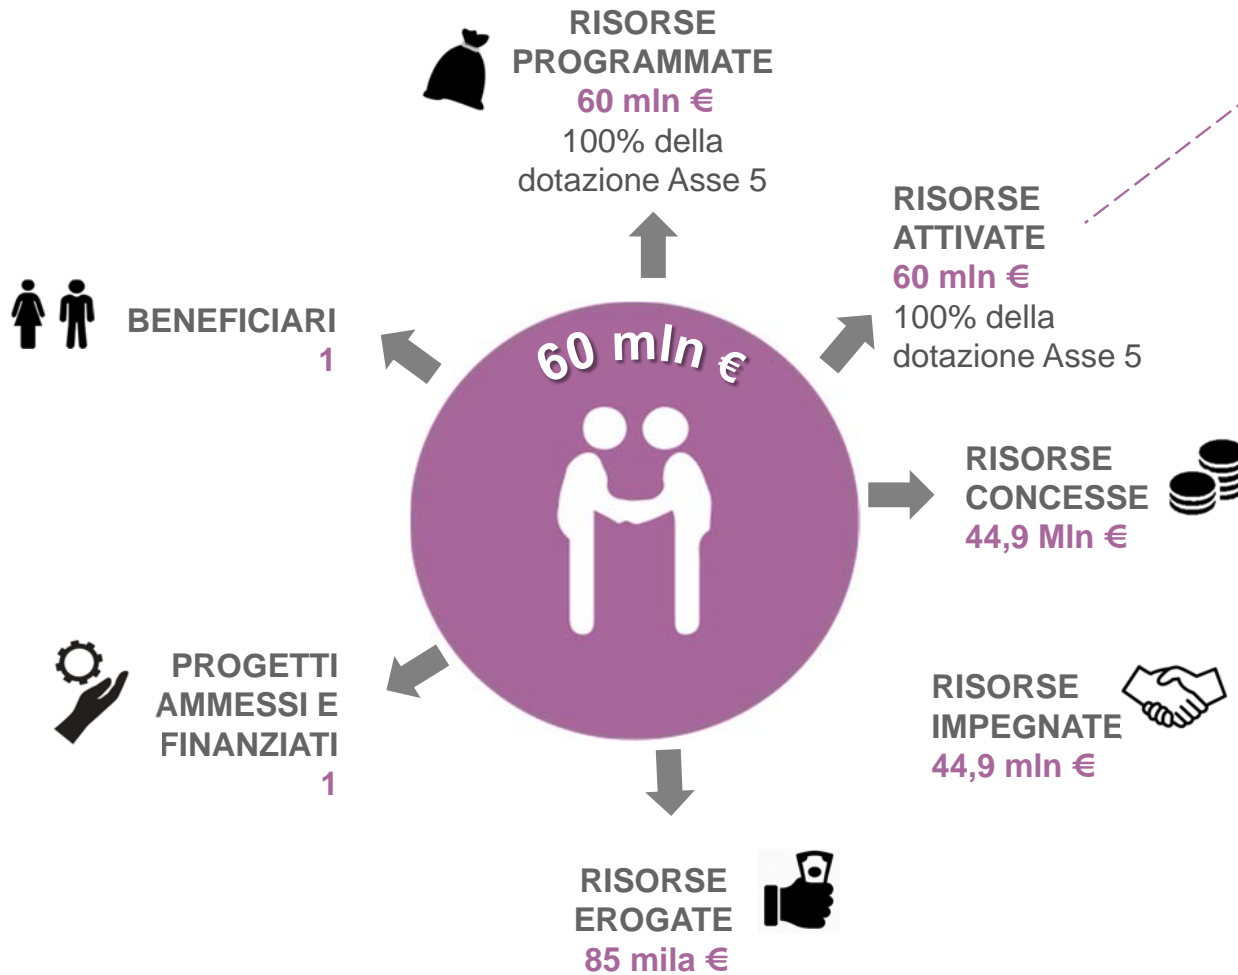 RISORSE
PROGRAMMATE
60 mln €
100% della
dotazione Asse 5
RISORSE
ATTIVATE
60 mln €
100% della
dotazione Asse 5
BENEFICIARI
1
60 mln €
RISORSE
CONCESSE
44,9 Mln €
PROGETTI
AMMESSI E
FINANZIATI
1
RISORSE
IMPEGNATE
44,9 mln €
RISORSE
EROGATE
85 mila €